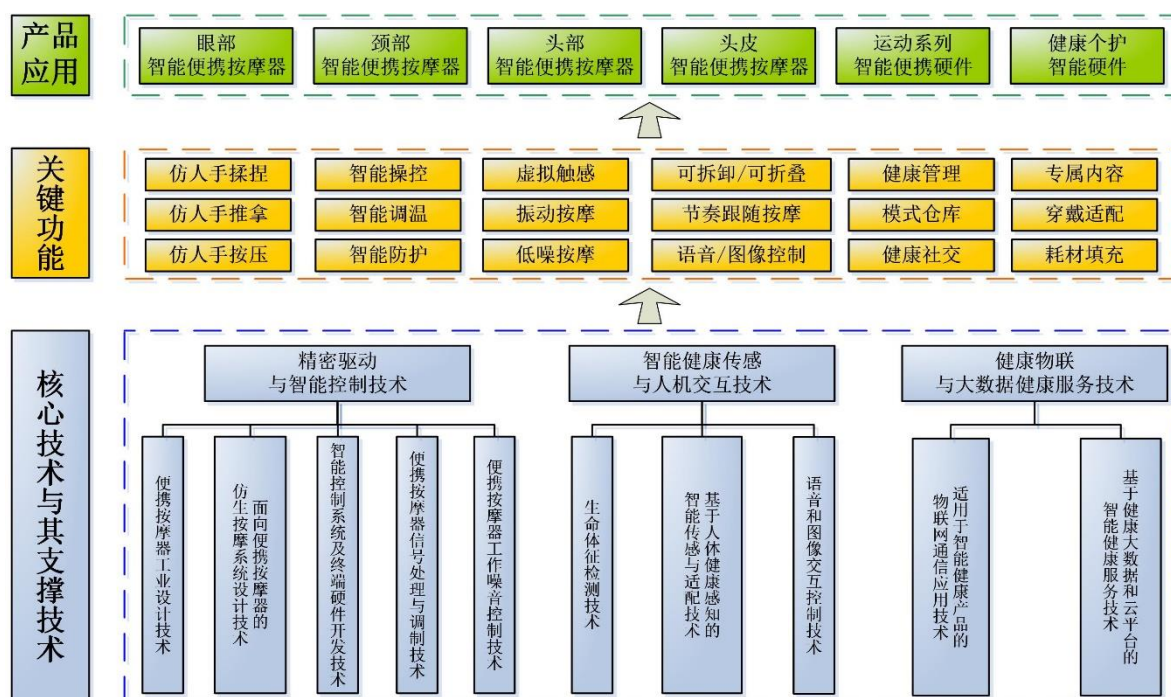 产品
应用
眼部
智能便携按摩器
颈部
智能便携按摩器
头部
智能便携按摩器
头皮
智能便携按摩器
运动系列
智能便携硬件
健康个护
智能硬件
关键功能
仿人手揉捏
智能操控
虚拟触感
可拆卸/可折叠
健康管理
专属内容
仿人手推拿
智能调温
振动按摩
节奏跟随按摩
模式仓库
穿戴适配
仿人手按压
智能防护
低噪按摩
语音/图像控制
健康社交
耗材填充
核心技术与其支撑技术
精密驱动
与智能控制技术
智能健康传感
与人机交互技术
健康物联
与大数据健康服务技术
便携按摩器工业设计技术
面向便携按摩器的
仿生按摩系统设计技术
智能控制系统及终端硬件开发技术
便携按摩器信号处理与调制技术
便携按摩器工作噪音控制技术
生命体征检测技术
基于人体健康感知的
智能传感与适配技术
语音和图像交互控制技术
适用于智能健康产品的
物联网通信应用技术
基于健康大数据和云平台的
智能健康服务技术